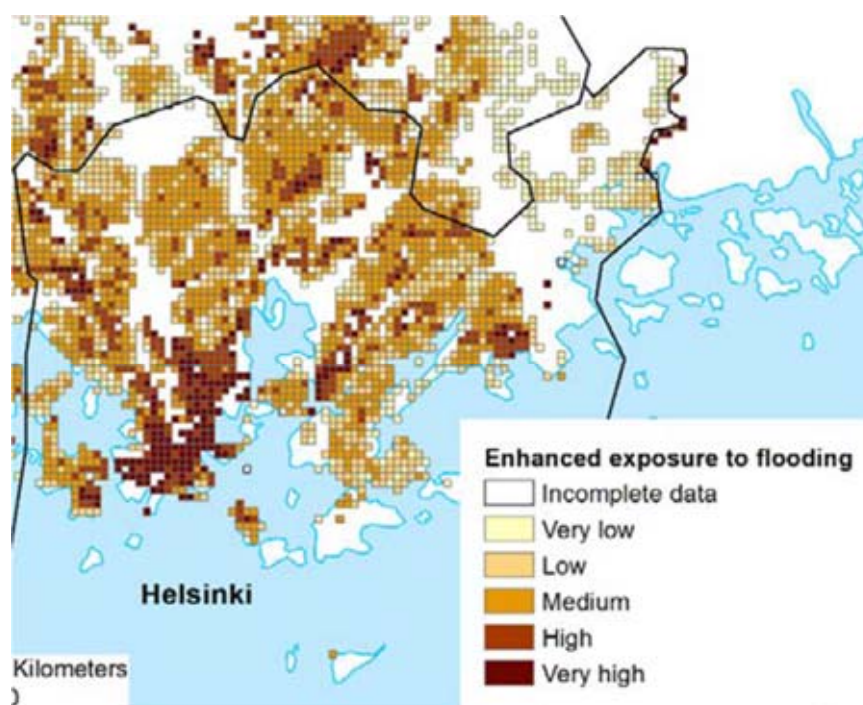 Helsinki
Kilometers
Enhanced exposure to flooding
Incomplete data
Very low
Low
Medium
High
Very high